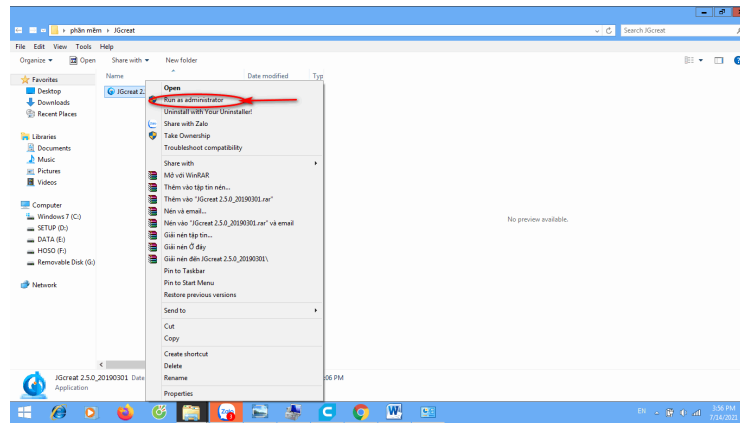 phần mềm ▸ JGcreat
Search JGcreat
File Edit View Tools Help
Organize Open Share with New folder
Name Date modified Typ
Favorites
Desktop
Downloads
Recent Places
Libraries
Documents
Music
Pictures
Videos
Computer
Windows 7 (C:)
SETUP (D:)
DATA (E:)
HOSO (F:)
Removable Disk (G:)
Network
JGcreat 2.
Open
Run as administrator
Uninstall with Your Uninstaller!
Share with Zalo
Take Ownership
Troubleshoot compatibility
Share with
Mở với WinRAR
Thêm vào tập tin nén...
Thêm vào "JGcreat 2.5.0_20190301.rar"
Nén và email...
Nén vào "JGcreat 2.5.0_20190301.rar" và email
Giải nén tập tin...
Giải nén Ở đây
Giải nén đến JGcreat 2.5.0_20190301\
Pin to Taskbar
Pin to Start Menu
Restore previous versions
Send to
Cut
Copy
Create shortcut
Delete
Rename
Properties
No preview available.
JGcreat 2.5.0_20190301 Date :06 PM
Application
Zalo
EN 3:56 PM
7/14/2021